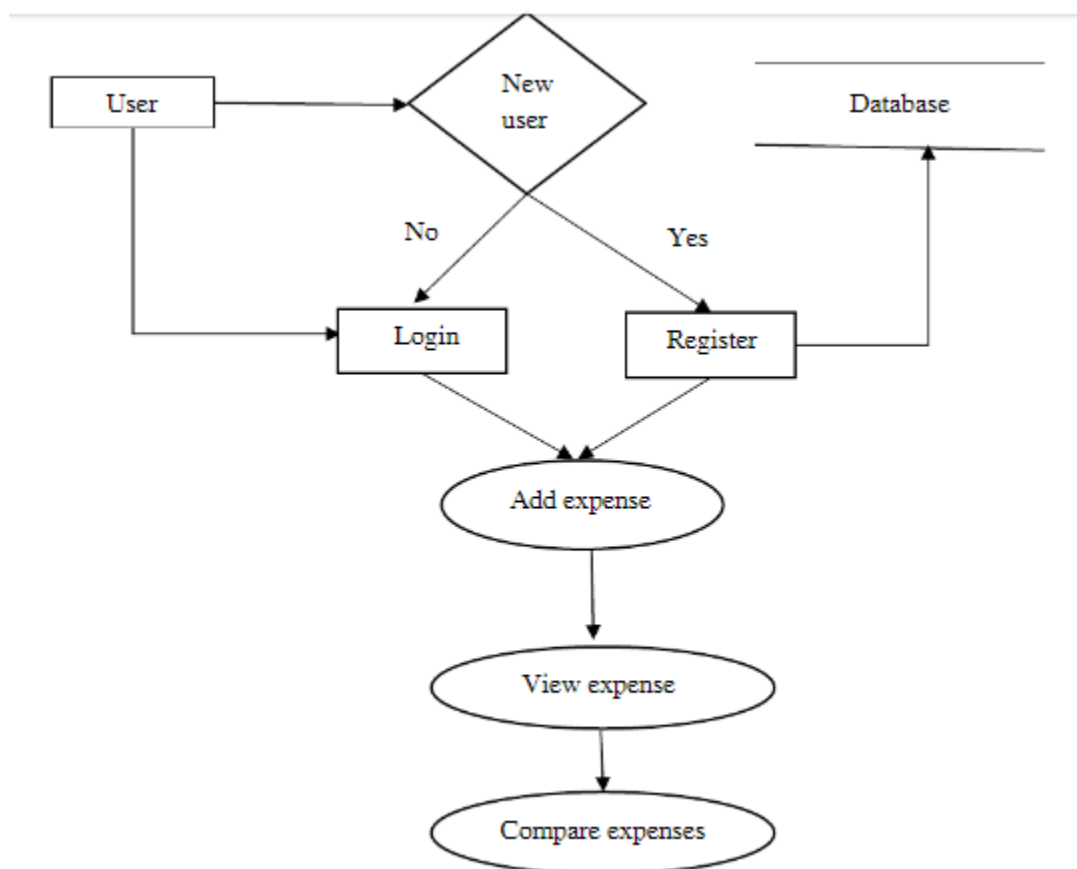 User
New
user
Database
No
Yes
Login
Register
Add expense
View expense
Compare expenses